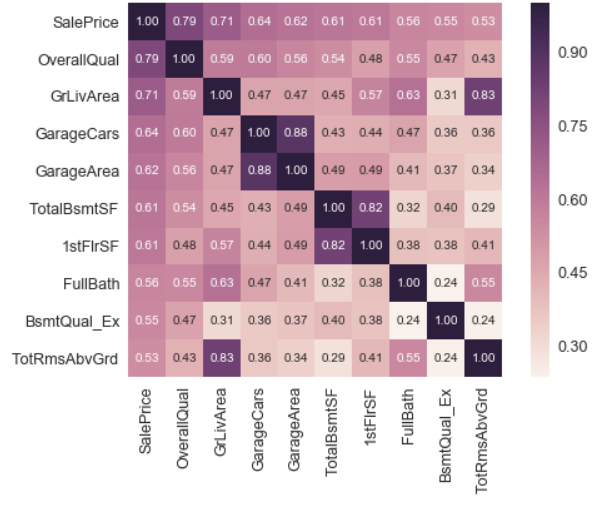 SalePrice 1.00 0.79 0.71 0.64 0.62 0.61 0.61 0.56 0.55 0.53
OverallQual 0.79 1.00 0.59 0.60 0.56 0.54 0.48 0.55 0.47 0.43
GrLivArea 0.71 0.59 1.00 0.47 0.47 0.45 0.57 0.63 0.31 0.83
GarageCars 0.64 0.60 0.47 1.00 0.88 0.43 0.44 0.47 0.36 0.36
GarageArea 0.62 0.56 0.47 0.88 1.00 0.49 0.49 0.41 0.37 0.34
TotalBsmtSF 0.61 0.54 0.45 0.43 0.49 1.00 0.82 0.32 0.40 0.29
1stFlrSF 0.61 0.48 0.57 0.44 0.49 0.82 1.00 0.38 0.38 0.41
FullBath 0.56 0.55 0.63 0.47 0.41 0.32 0.38 1.00 0.24 0.55
BsmtQual_Ex 0.55 0.47 0.31 0.36 0.37 0.40 0.38 0.24 1.00 0.24
TotRmsAbvGrd 0.53 0.43 0.83 0.36 0.34 0.29 0.41 0.55 0.24 1.00
SalePrice
OverallQual
GrLivArea
GarageCars
GarageArea
TotalBsmtSF
1stFlrSF
FullBath
BsmtQual_Ex
TotRmsAbvGrd
0.90
0.75
0.60
0.45
0.30